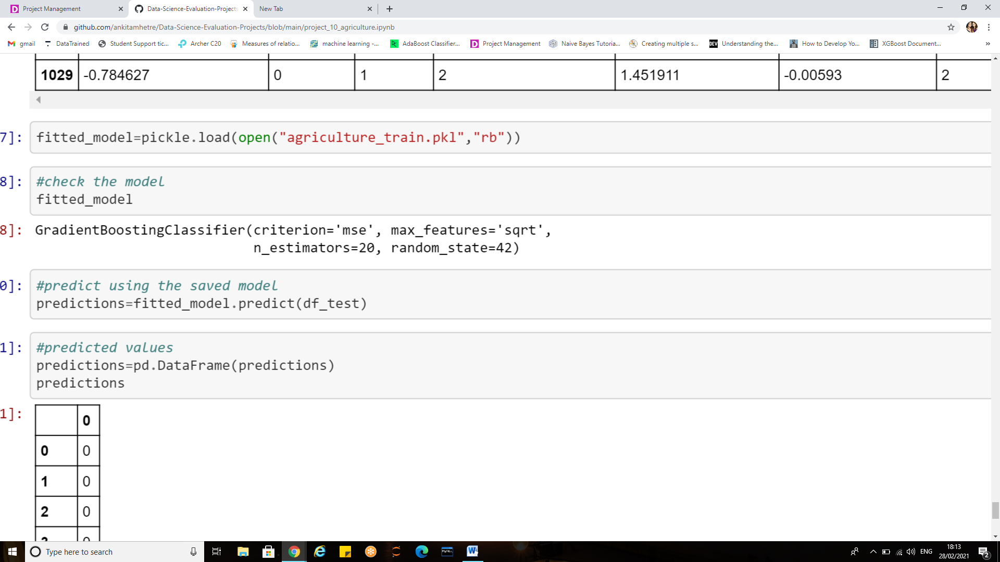 Project Management
Data-Science-Evaluation-Projects
New Tab
github.com/ankitamhetre/Data-Science-Evaluation-Projects/blob/main/project_10_agriculture.ipynb
gmail
DataTrained
Student Support tic...
Archer C20
Measures of relatio...
machine learning -...
AdaBoost Classifier...
Project Management
Naive Bayes Tutoria...
Creating multiple s...
DEV
Understanding the...
How to Develop Yo...
XGBoost Document...
»
1029 -0.784627 0 1 2 1.451911 -0.00593 2
7]: fitted_model=pickle.load(open("agriculture_train.pkl","rb"))
8]: #check the model
fitted_model
8]: GradientBoostingClassifier(criterion='mse', max_features='sqrt',
n_estimators=20, random_state=42)
0]: #predict using the saved model
predictions=fitted_model.predict(df_test)
1]: #predicted values
predictions=pd.DataFrame(predictions)
predictions
1]: 0
0 0
1 0
2 0
Type here to search
ENG
18:13
28/02/2021
2